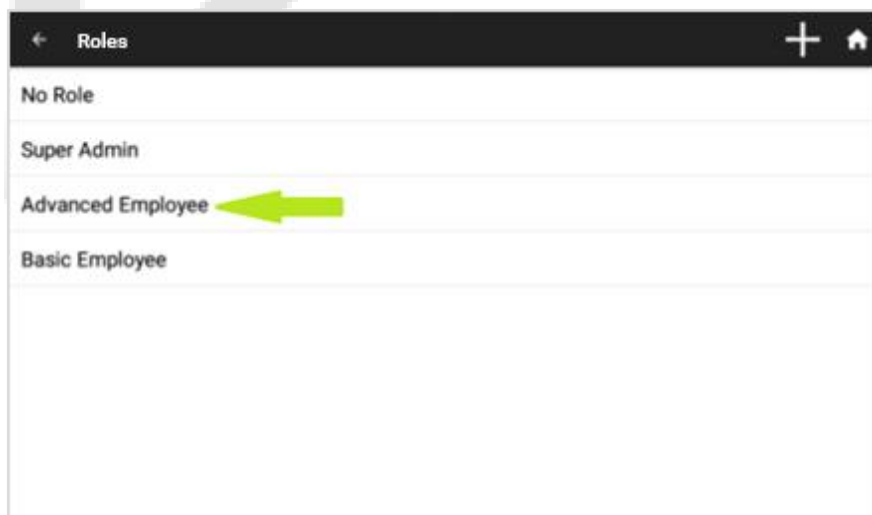 Roles
No Role
Super Admin
Advanced Employee
Basic Employee